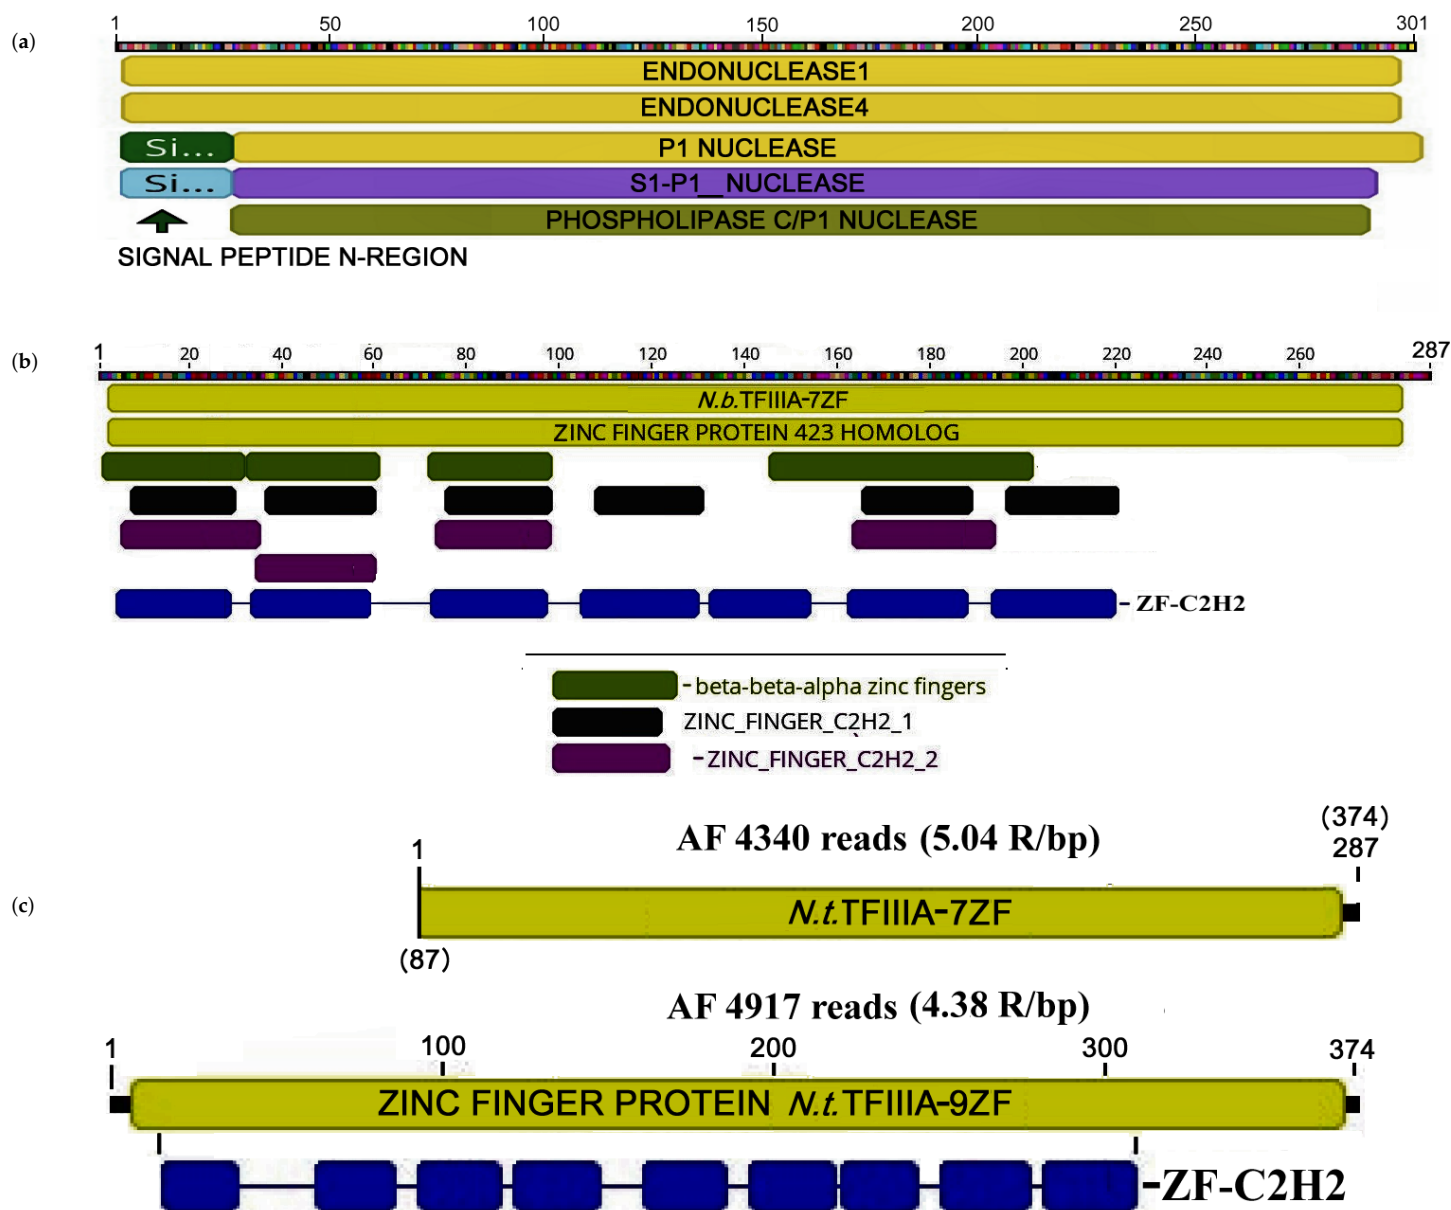 (a)
1 50 100 150 200 250 301
ENDONUCLEASE1
ENDONUCLEASE4
Si... P1 NUCLEASE
Si... S1-P1_NUCLEASE
PHOSPHOLIPASE C/P1 NUCLEASE
SIGNAL PEPTIDE N-REGION
(b)
1 20 40 60 80 100 120 140 160 180 200 220 240 260 287
N.b.TFIIIA-7ZF
ZINC FINGER PROTEIN 423 HOMOLOG
-ZF-C2H2
-beta-beta-alpha zinc fingers
ZINC_FINGER_C2H2_1
-ZINC_FINGER_C2H2_2
(c)
AF 4340 reads (5.04 R/bp)
(374)
1 287
N.t.TFIIIA-7ZF
(87)
AF 4917 reads (4.38 R/bp)
1 100 200 300 374
ZINC FINGER PROTEIN N.t.TFIIIA-9ZF
-ZF-C2H2